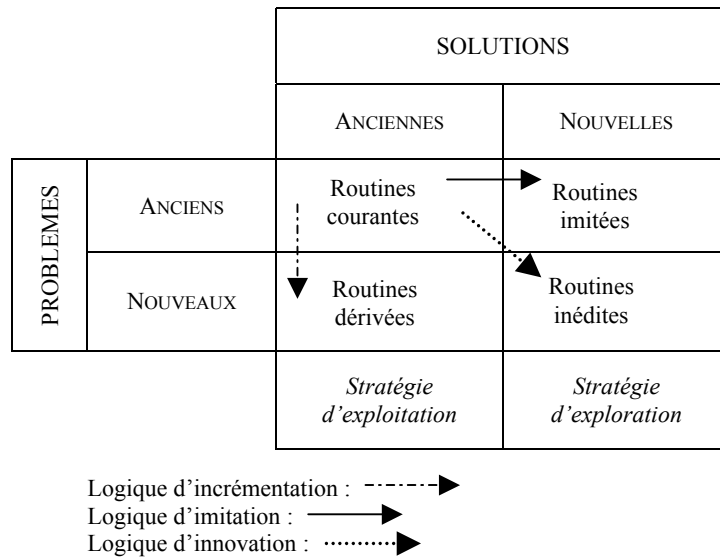 SOLUTIONS
ANCIENNES
NOUVELLES
PROBLEMES
ANCIENS
Routines
courantes
Routines
imitées
NOUVEAUX
Routines
dérivées
Routines
inédites
Stratégie
d'exploitation
Stratégie
d'exploration
Logique d'incrémentation :
Logique d'imitation :
Logique d'innovation :